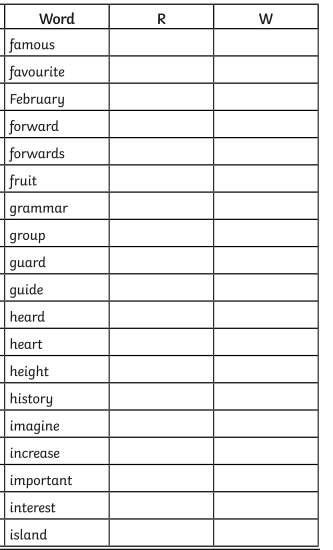 Word R W
famous
favourite
February
forward
forwards
fruit
grammar
group
guard
guide
heard
heart
height
history
imagine
increase
important
interest
island